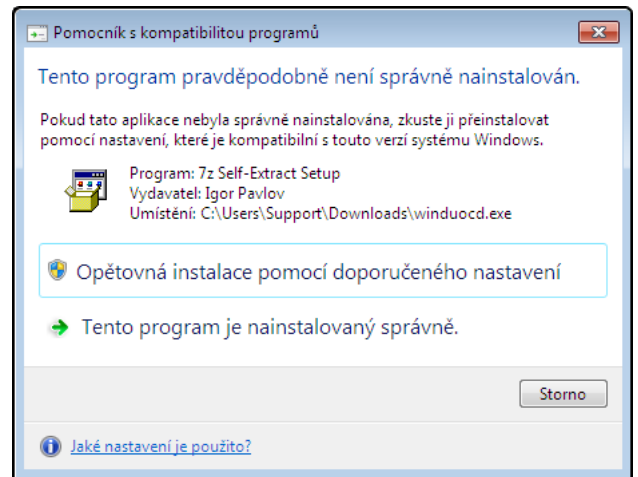 Pomocník s kompatibilitou programů
Tento program pravděpodobně není správně nainstalován.
Pokud tato aplikace nebyla správně nainstalována, zkuste ji přeinstalovat
pomocí nastavení, které je kompatibilní s touto verzí systému Windows.
Program: 7z Self-Extract Setup
Vydavatel: Igor Pavlov
Umístění: C:\Users\Support\Downloads\winduocd.exe
Opětovná instalace pomocí doporučeného nastavení
Tento program je nainstalovaný správně.
Storno
Jaké nastavení je použito?